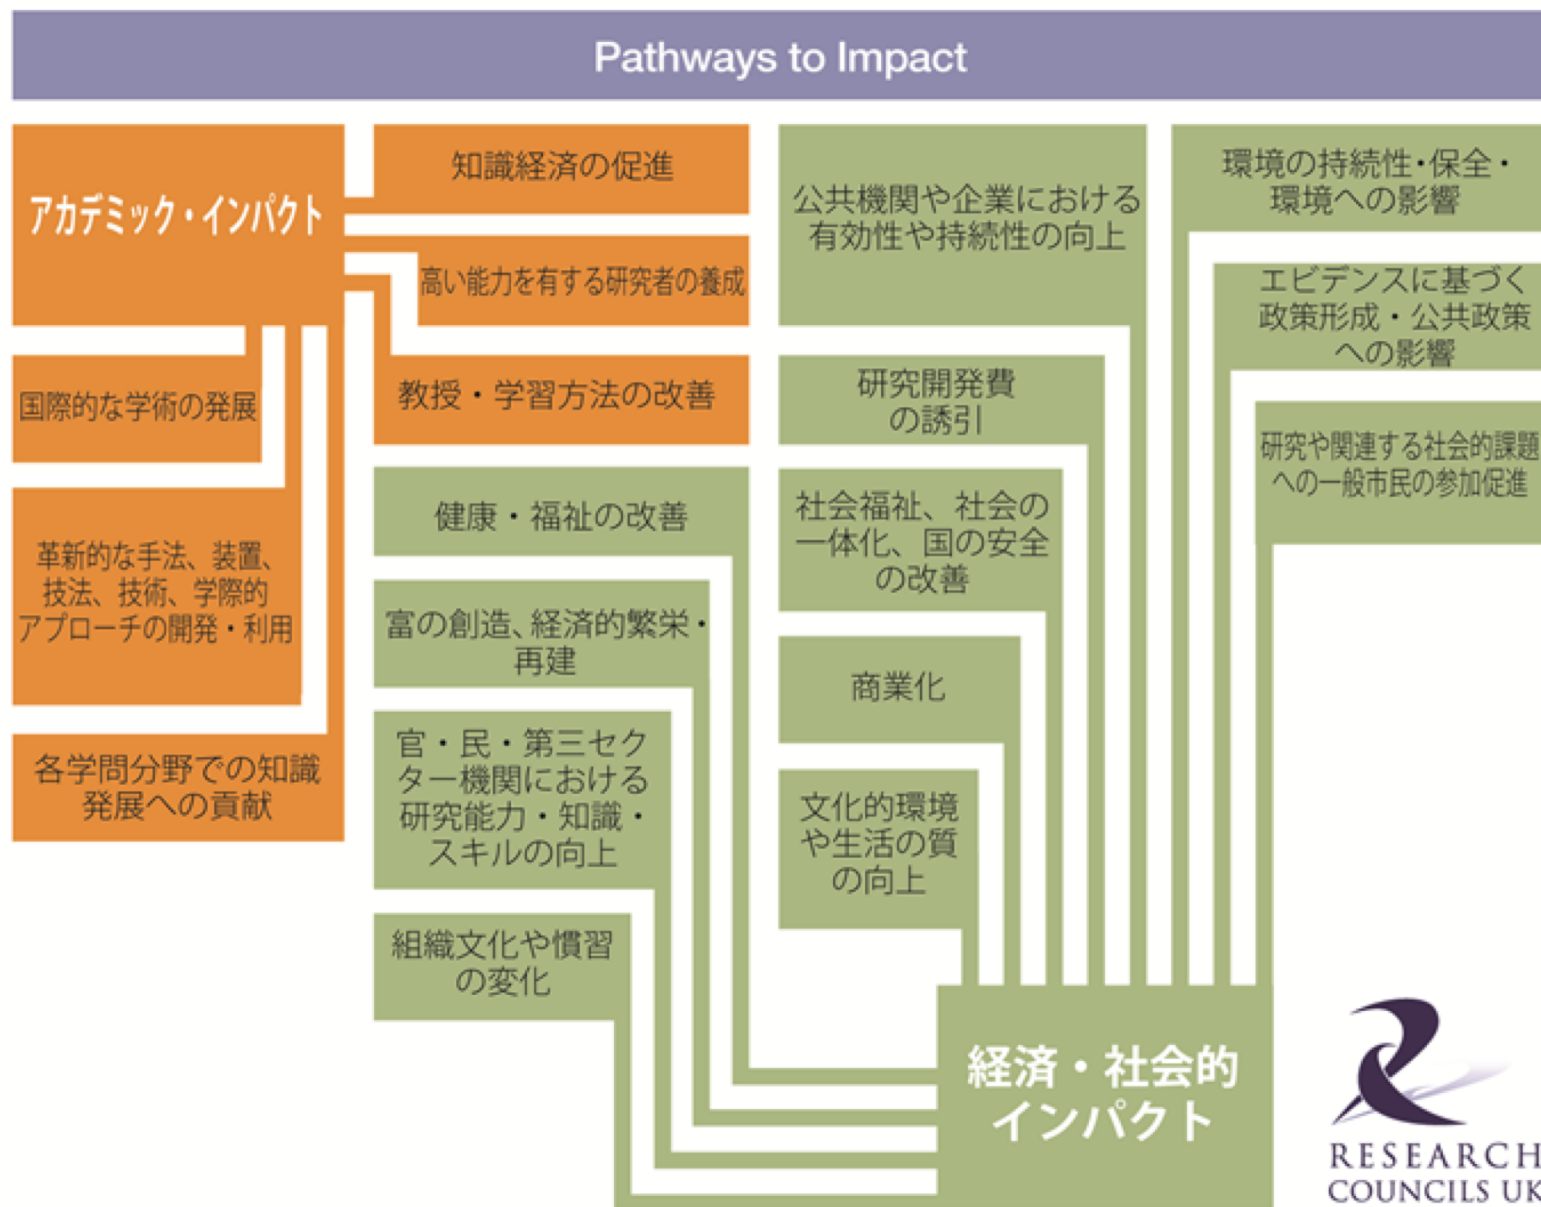 Pathways to Impact
アカデミック・インパクト
知識経済の促進
高い能力を有する研究者の養成
教授・学習方法の改善
国際的な学術の発展
革新的な手法、装置、
技法、技術、学際的
アプローチの開発・利用
各学問分野での知識
発展への貢献
健康・福祉の改善
富の創造、経済的繁栄・
再建
官・民・第三セク
ター機関における
研究能力・知識・
スキルの向上
組織文化や慣習
の変化
公共機関や企業における
有効性や持続性の向上
研究開発費
の誘引
社会福祉、社会の
一体化、国の安全
の改善
商業化
文化的環境
や生活の質
の向上
環境の持続性・保全・
環境への影響
エビデンスに基づく
政策形成・公共政策
への影響
研究や関連する社会的課題
への一般市民の参加促進
経済・社会的
インパクト
RESEARCH
COUNCILS UK